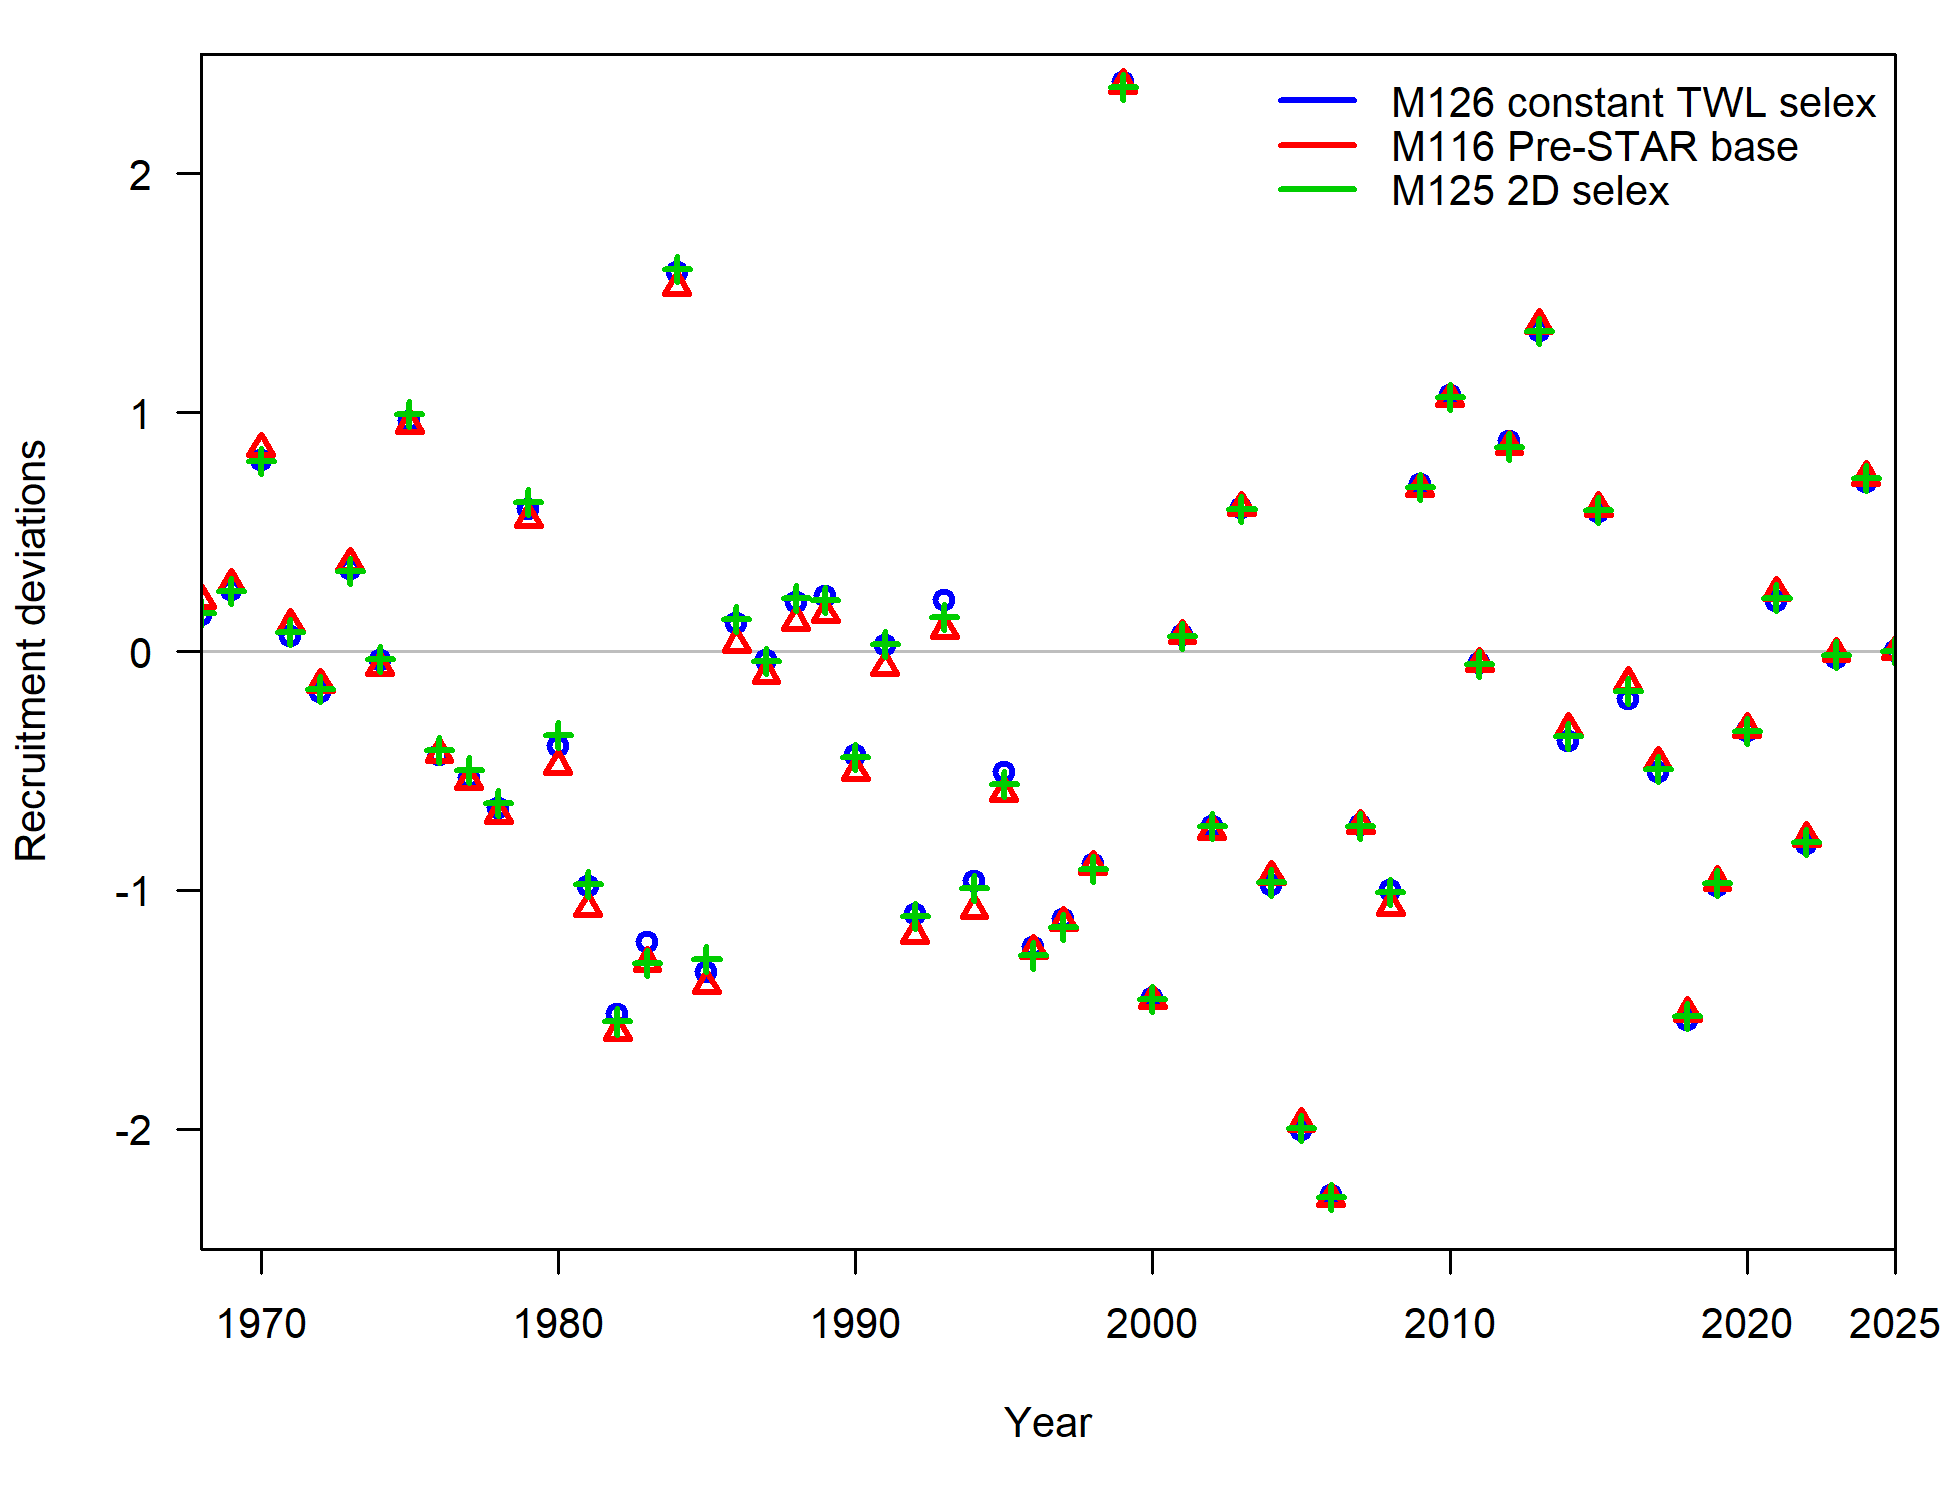 M126 constant TWL selex
M116 Pre-STAR base
M125 2D selex
2
1
0
-1
-2
Recruitment deviations
1970 1980 1990 2000 2010 2020 2025
Year